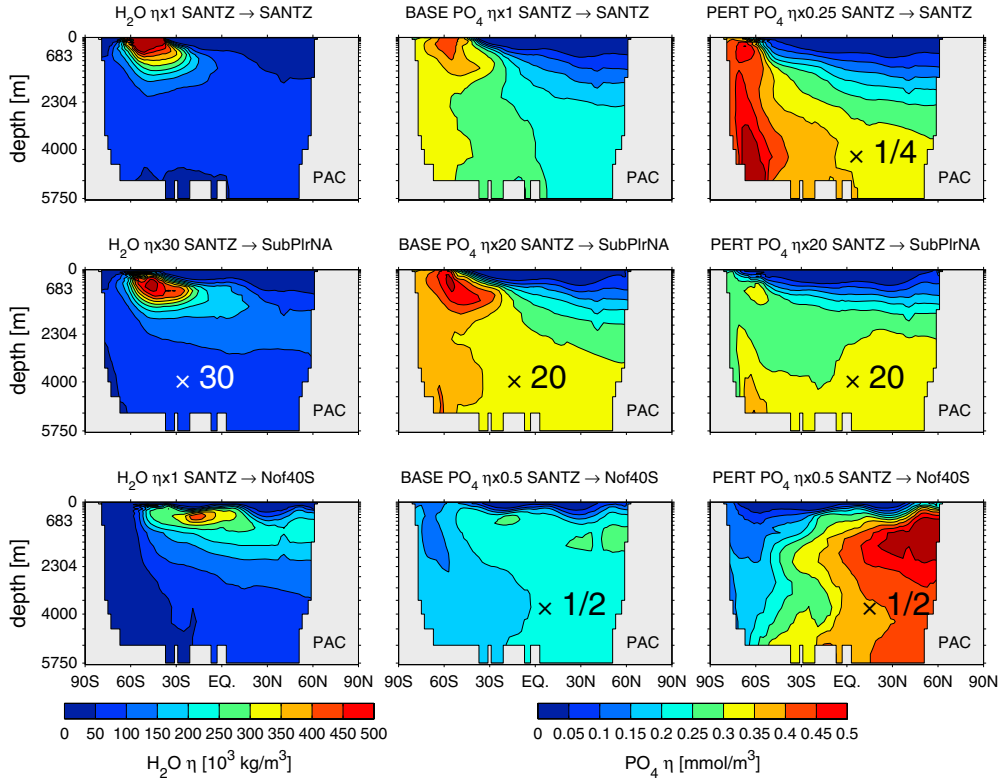 H2O ηx1 SANTZ → SANTZ
BASE PO4 ηx1 SANTZ → SANTZ
PERT PO4 ηx0.25 SANTZ → SANTZ
depth [m]
0
683
2304
4000
5750
PAC
× 1/4
H2O ηx30 SANTZ → SubPlrNA
BASE PO4 ηx20 SANTZ → SubPlrNA
PERT PO4 ηx20 SANTZ → SubPlrNA
depth [m]
0
683
2304
4000
5750
× 30
PAC
× 20
PAC
× 20
PAC
H2O ηx1 SANTZ → Nof40S
BASE PO4 ηx0.5 SANTZ → Nof40S
PERT PO4 ηx0.5 SANTZ → Nof40S
depth [m]
0
683
2304
4000
5750
PAC
× 1/2
PAC
× 1/2
PAC
90S 60S 30S EQ. 30N 60N 90N
60S 30S EQ. 30N 60N 90N
60S 30S EQ. 30N 60N 90N
0 50 100 150 200 250 300 350 400 450 500
0 0.05 0.1 0.15 0.2 0.25 0.3 0.35 0.4 0.45 0.5
H2O η [10^3 kg/m^3]
PO4 η [mmol/m^3]